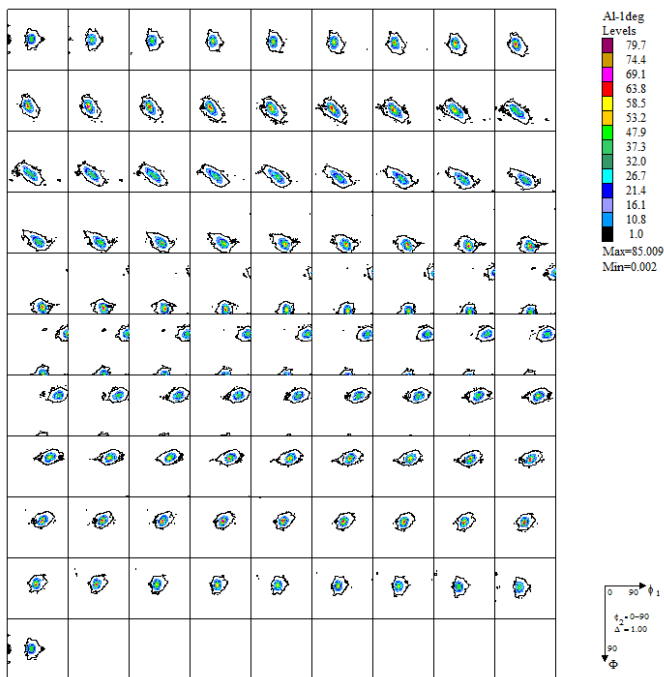 Al-1deg
Levels
79.7
74.4
69.1
63.8
58.5
53.2
47.9
37.3
32.0
26.7
21.4
16.1
10.8
1.0
Max=85.009
Min=0.002
0 90 ϕ1
ϕ2=0-90
Δ=1.00
90
Φ